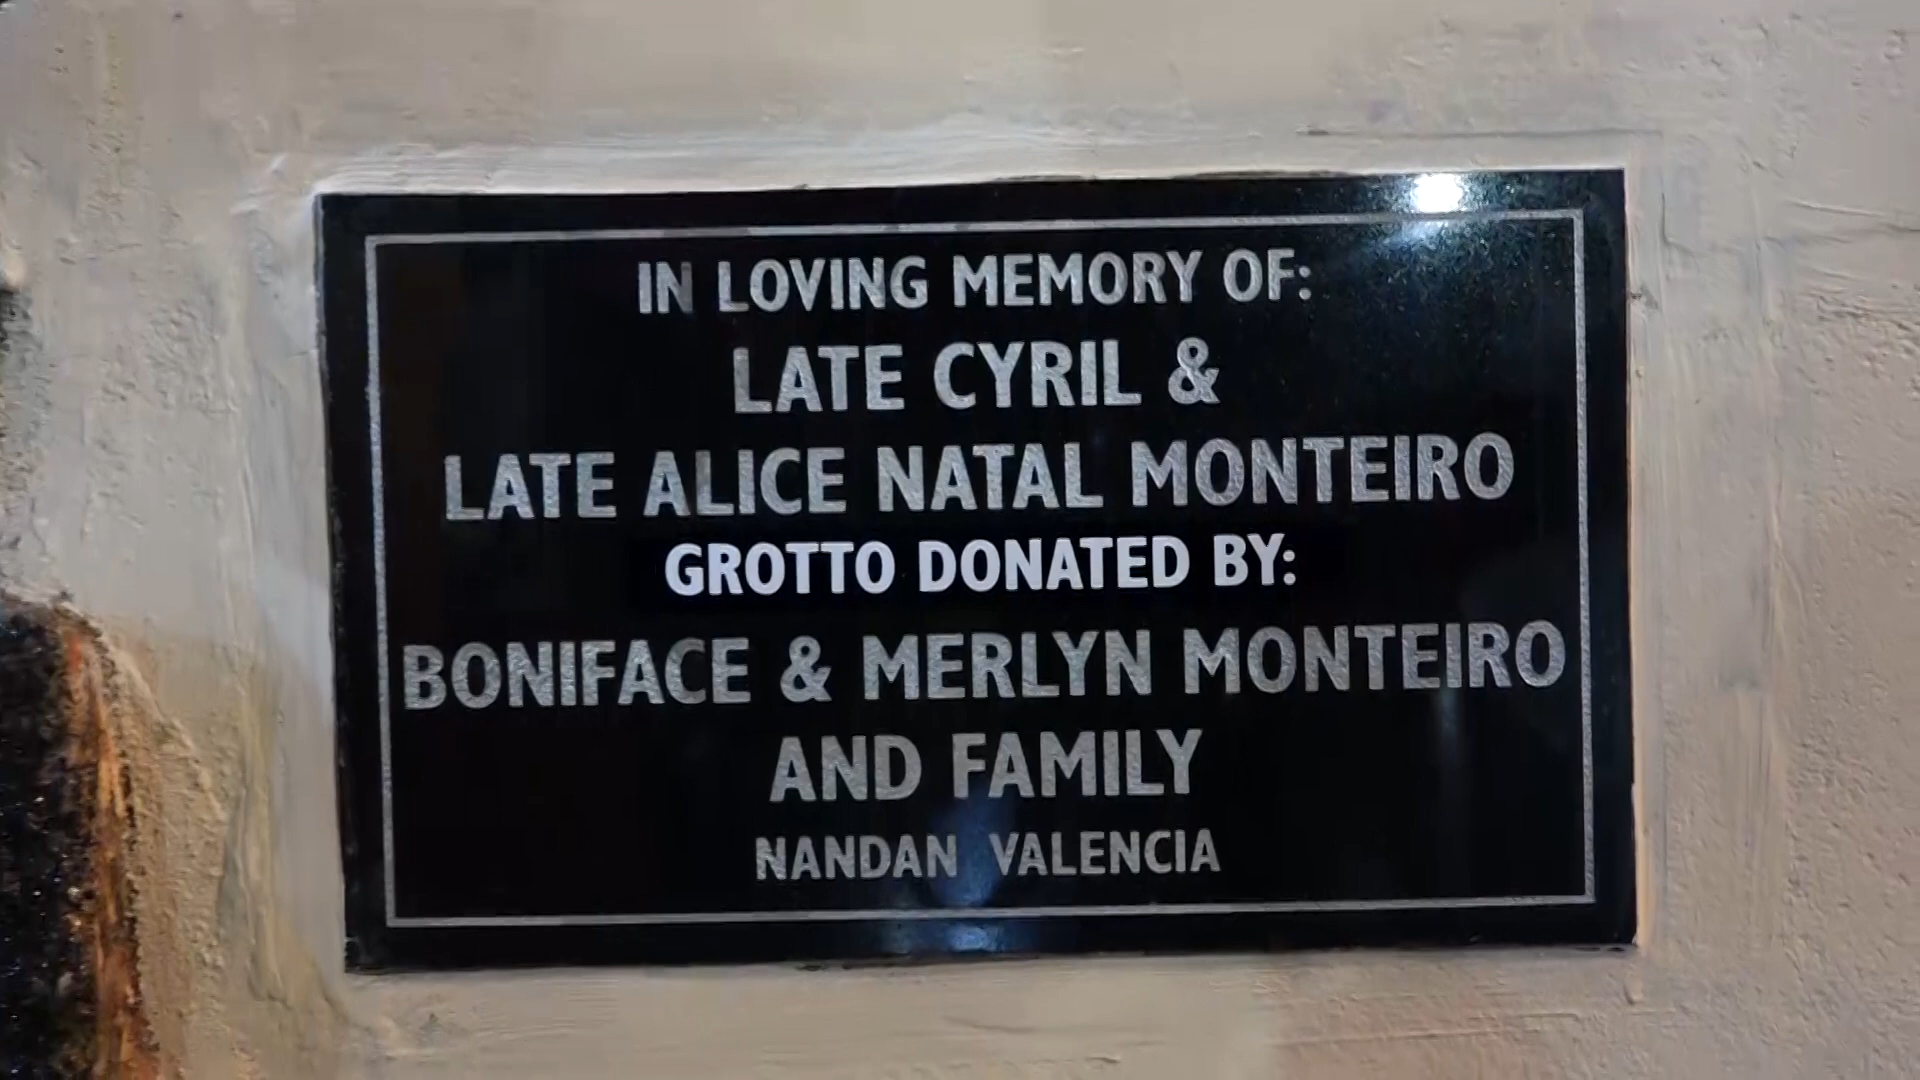 IN LOVING MEMORY OF:
LATE CYRIL &
LATE ALICE NATAL MONTEIRO
GROTTO DONATED BY:
BONIFACE & MERLYN MONTEIRO
AND FAMILY
NANDAN VALENCIA